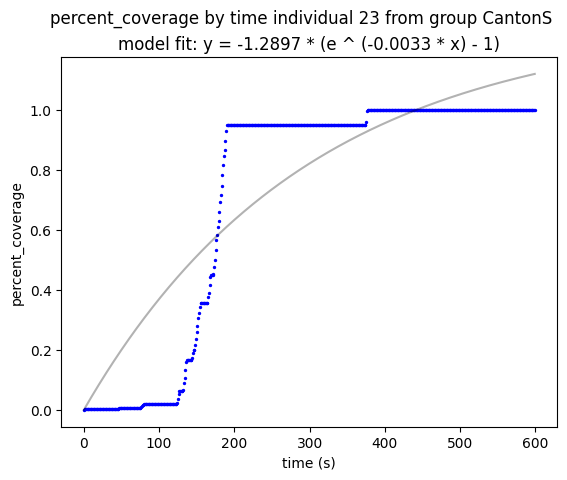 percent_coverage by time individual 23 from group CantonS
model fit: y = -1.2897 * (e ^ (-0.0033 * x) - 1)
percent_coverage
1.0
0.8
0.6
0.4
0.2
0.0
0 100 200 300 400 500 600
time (s)